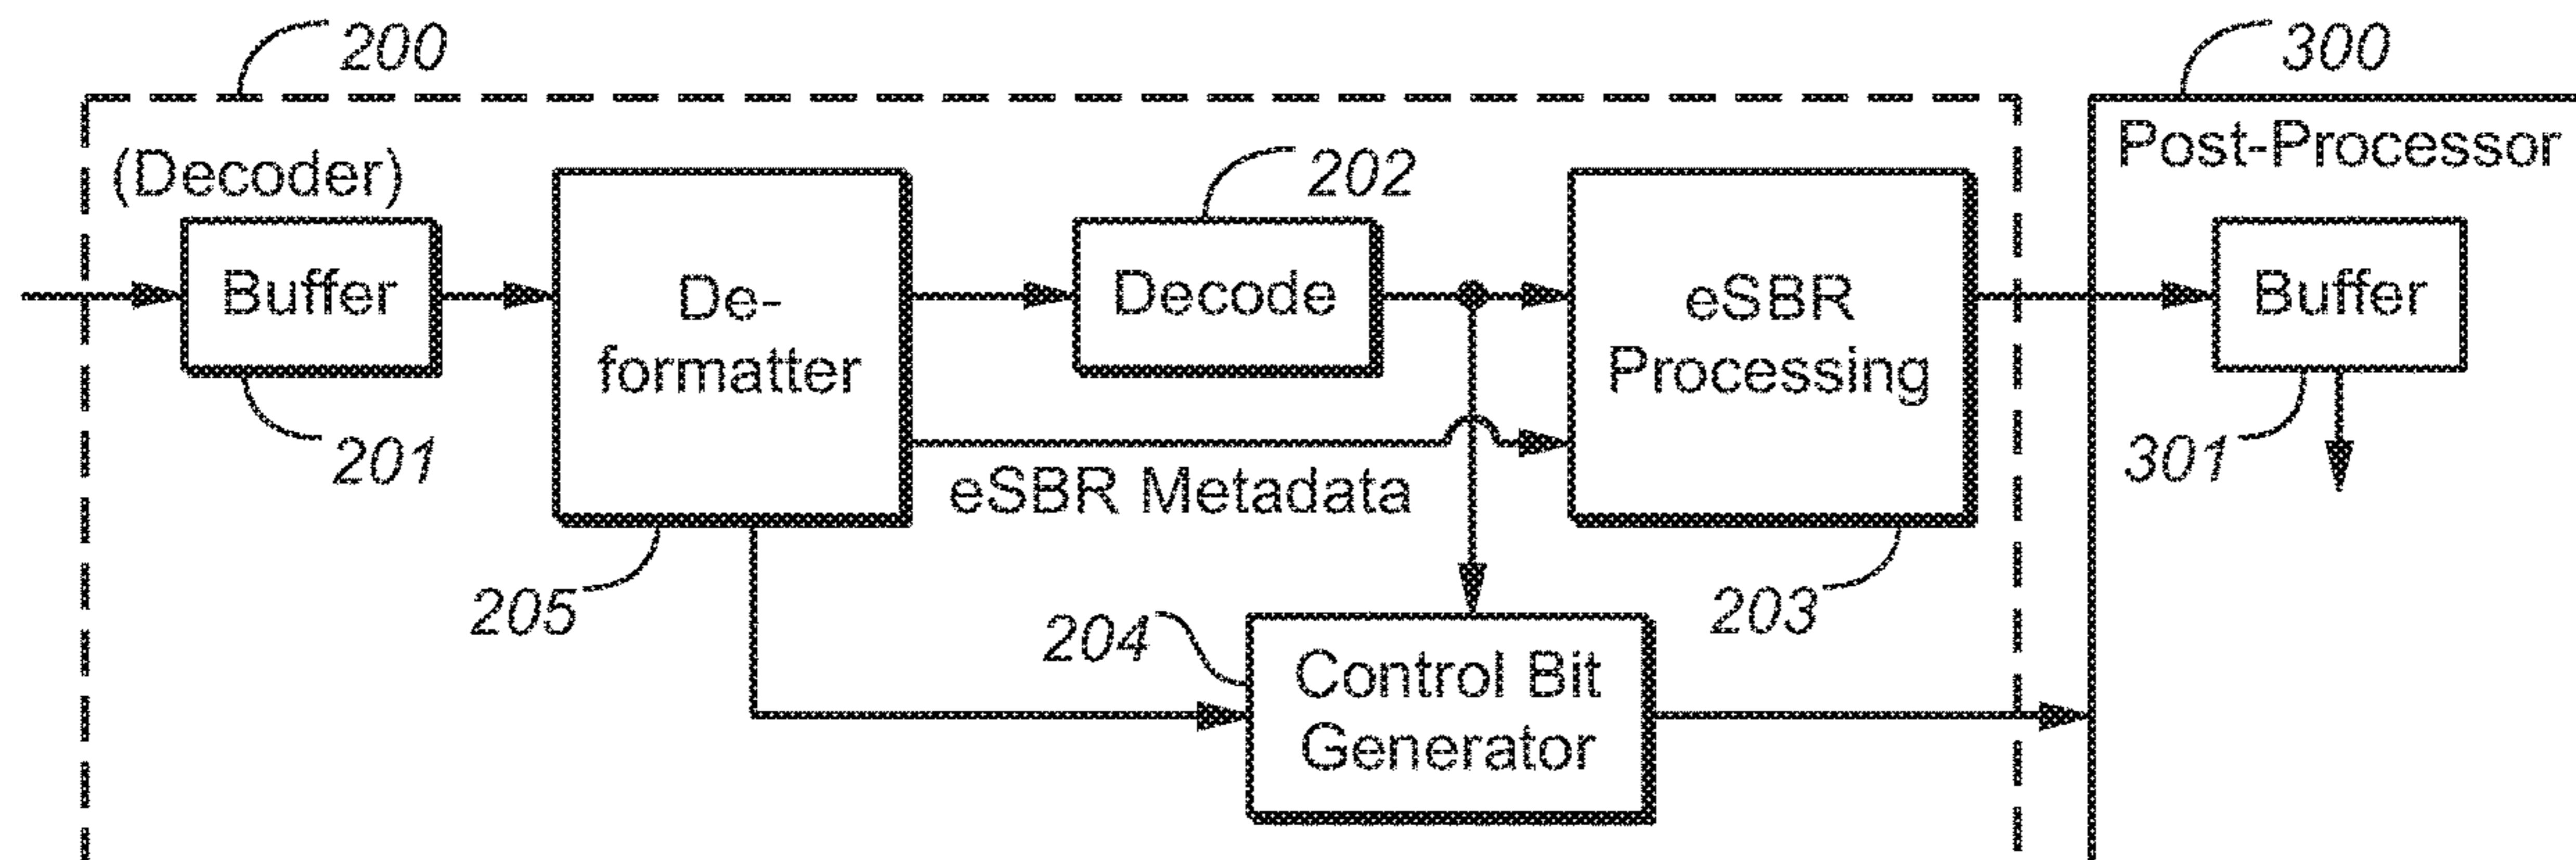 200
300
(Decoder)
Post-Processor
202
Buffer
De-
formatter
Decode
eSBR
Processing
Buffer
201
eSBR Metadata
301
205
204
203
Control Bit
Generator